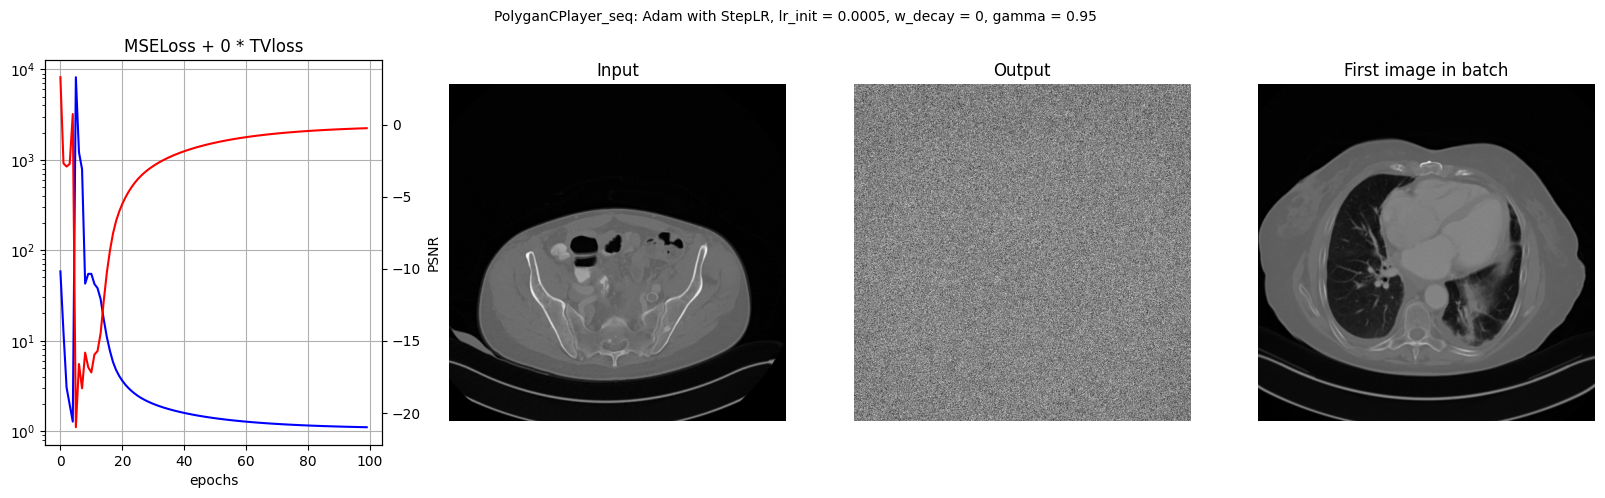 PolyganCPlayer_seq: Adam with StepLR, lr_init = 0.0005, w_decay = 0, gamma = 0.95
MSELoss + 0 * TVloss
10^4
10^3
10^2
10^1
10^0
0
20
40
60
80
100
epochs
0
−5
−10
−15
−20
PSNR
Input
Output
First image in batch